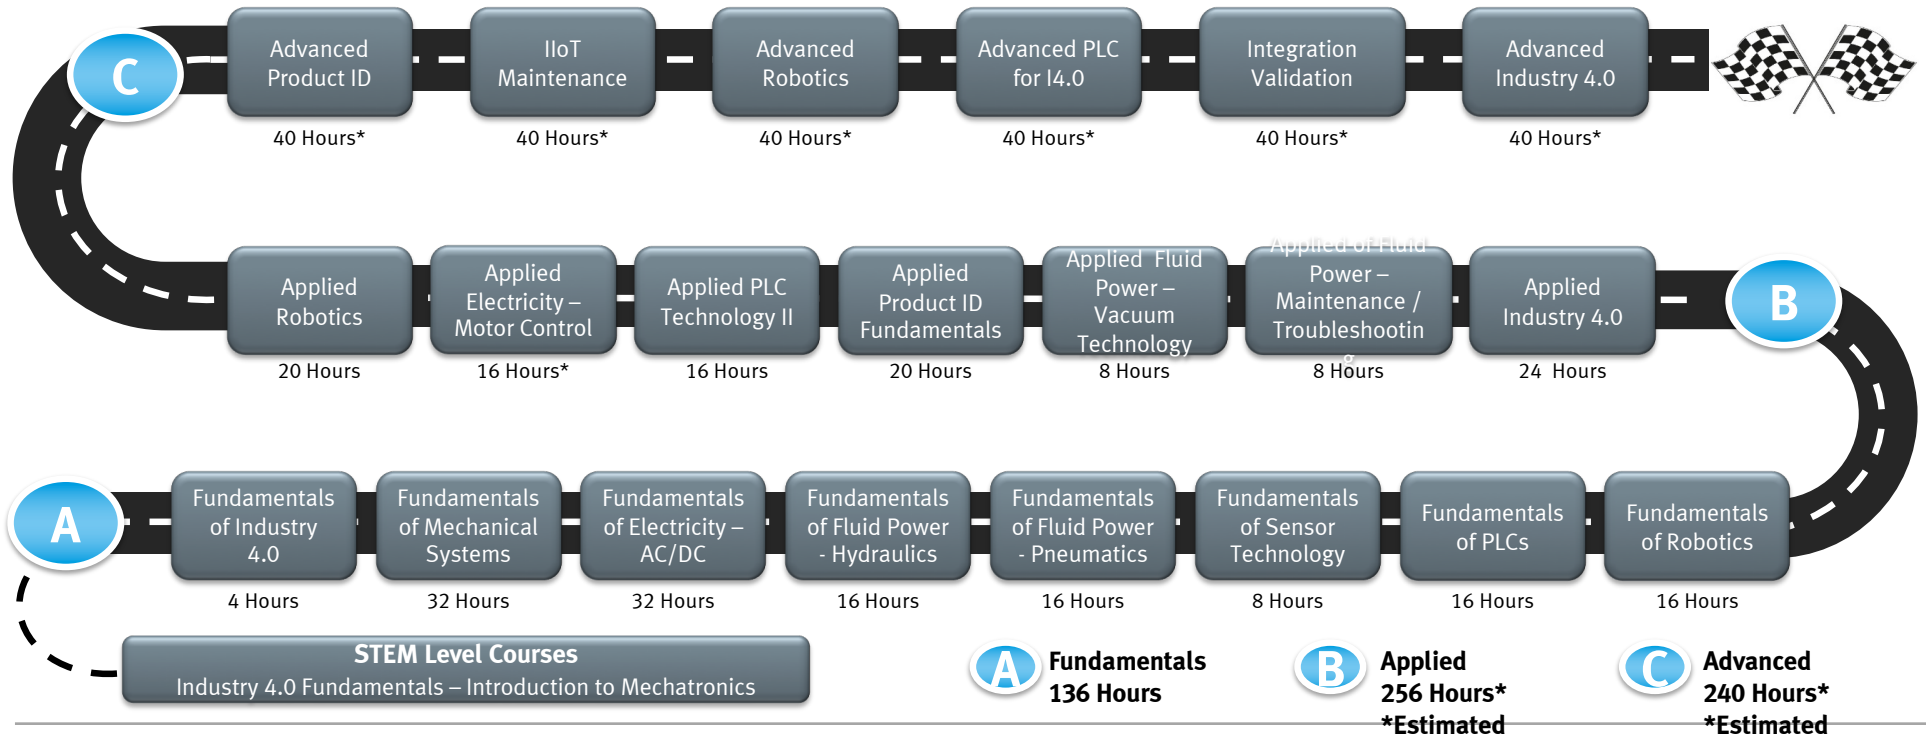 C
Advanced
Product ID
40 Hours*
IIoT
Maintenance
40 Hours*
Advanced
Robotics
40 Hours*
Advanced PLC
for I4.0
40 Hours*
Integration
Validation
40 Hours*
Advanced
Industry 4.0
40 Hours*
Applied
Robotics
20 Hours
Applied
Electricity –
Motor Control
16 Hours*
Applied PLC
Technology II
16 Hours
Applied
Product ID
Fundamentals
20 Hours
Applied Fluid
Power –
Vacuum
Technology
8 Hours
Applied of Fluid
Power –
Maintenance /
Troubleshootin
g
8 Hours
Applied
Industry 4.0
24 Hours
B
A
Fundamentals
of Industry
4.0
4 Hours
Fundamentals
of Mechanical
Systems
32 Hours
Fundamentals
of Electricity –
AC/DC
32 Hours
Fundamentals
of Fluid Power
- Hydraulics
16 Hours
Fundamentals
of Fluid Power
- Pneumatics
16 Hours
Fundamentals
of Sensor
Technology
8 Hours
Fundamentals
of PLCs
16 Hours
Fundamentals
of Robotics
16 Hours
STEM Level Courses
Industry 4.0 Fundamentals – Introduction to Mechatronics
A
Fundamentals
136 Hours
B
Applied
256 Hours*
*Estimated
C
Advanced
240 Hours*
*Estimated